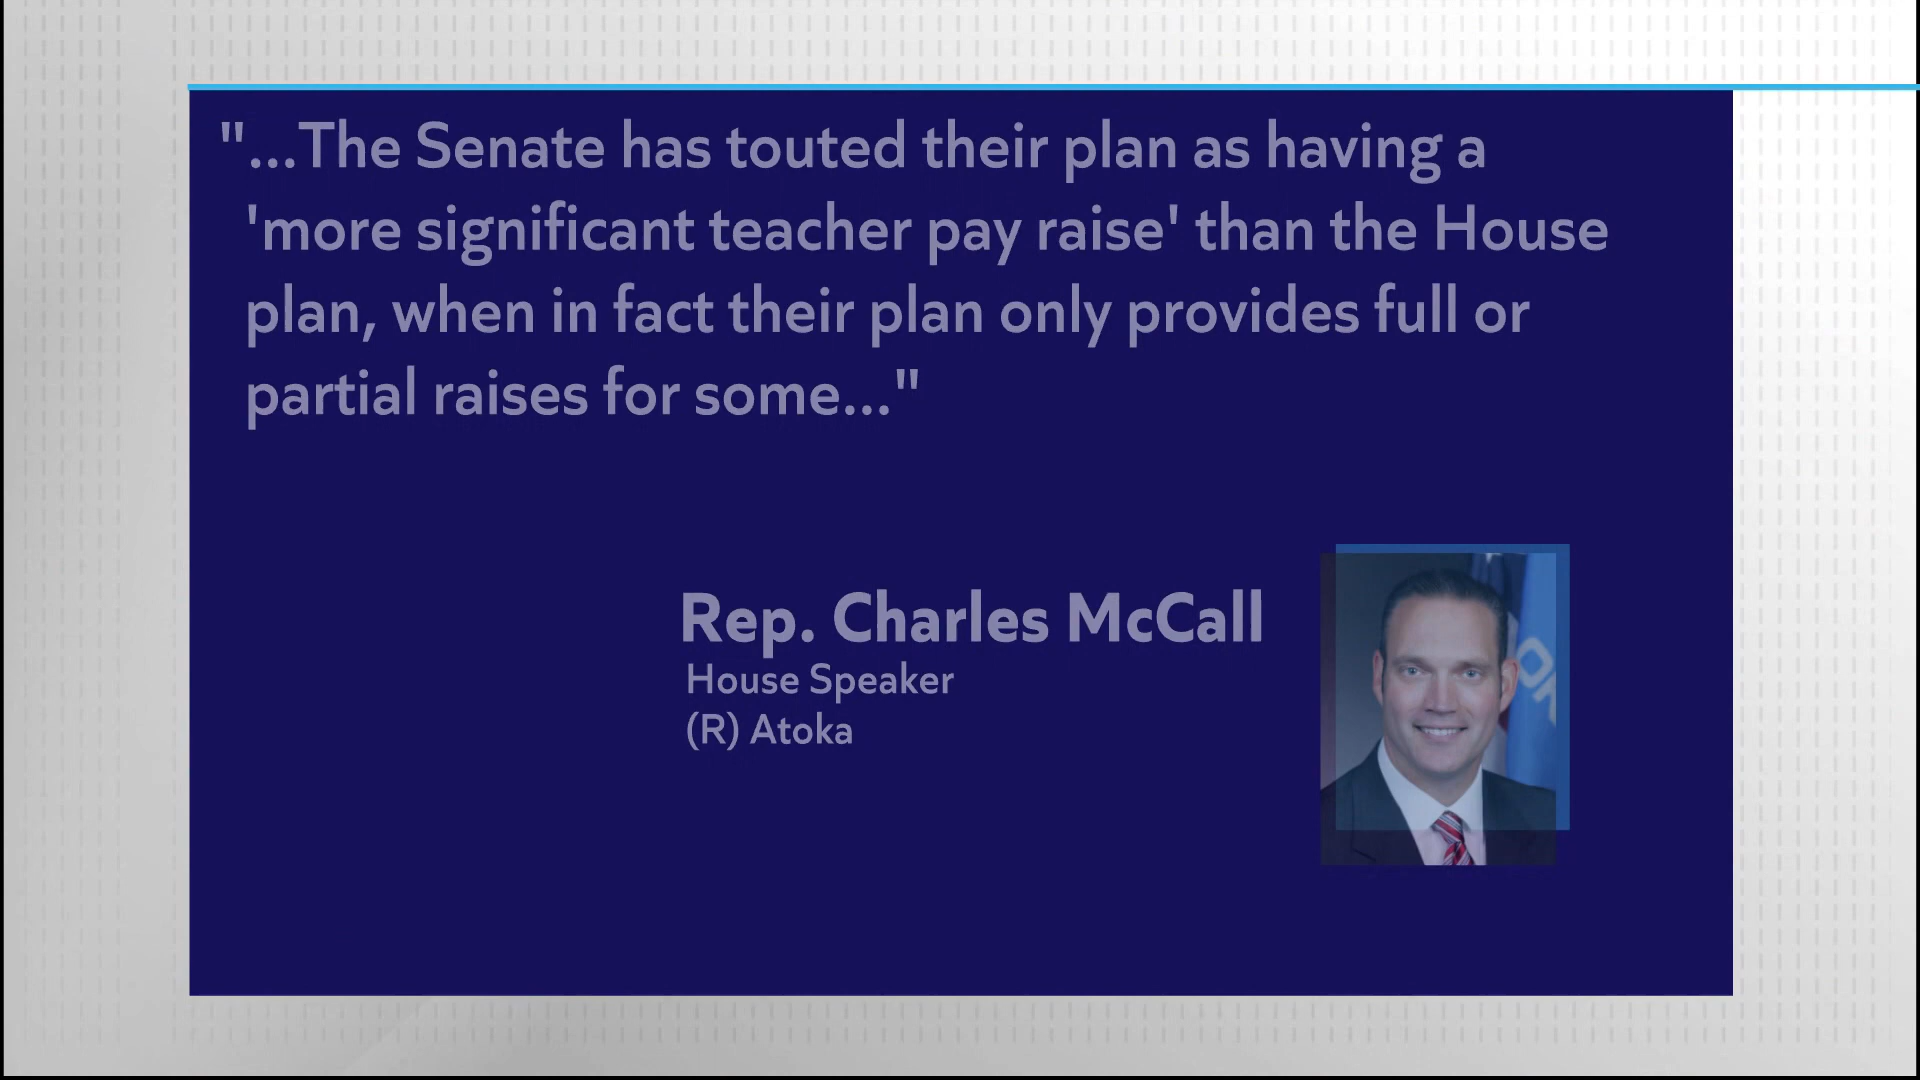 "...The Senate has touted their plan as having a
'more significant teacher pay raise' than the House
plan, when in fact their plan only provides full or
partial raises for some..."
Rep. Charles McCall
House Speaker
(R) Atoka
OK